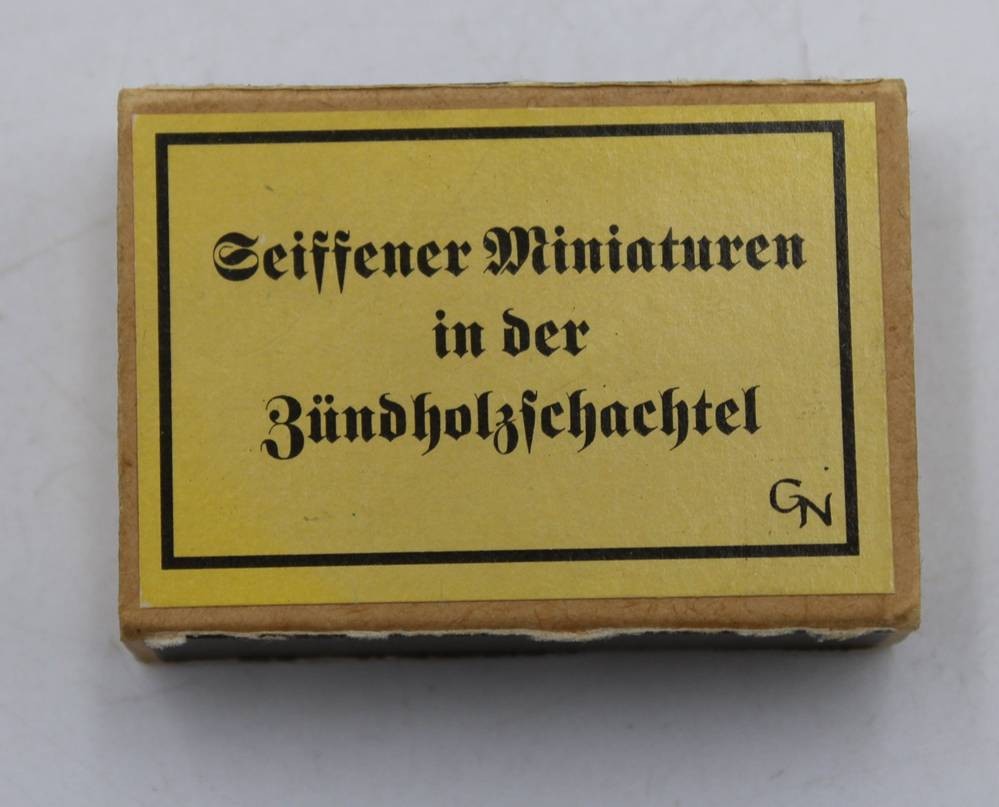 Seiffener Miniaturen
in der
Zündholzschachtel
GN